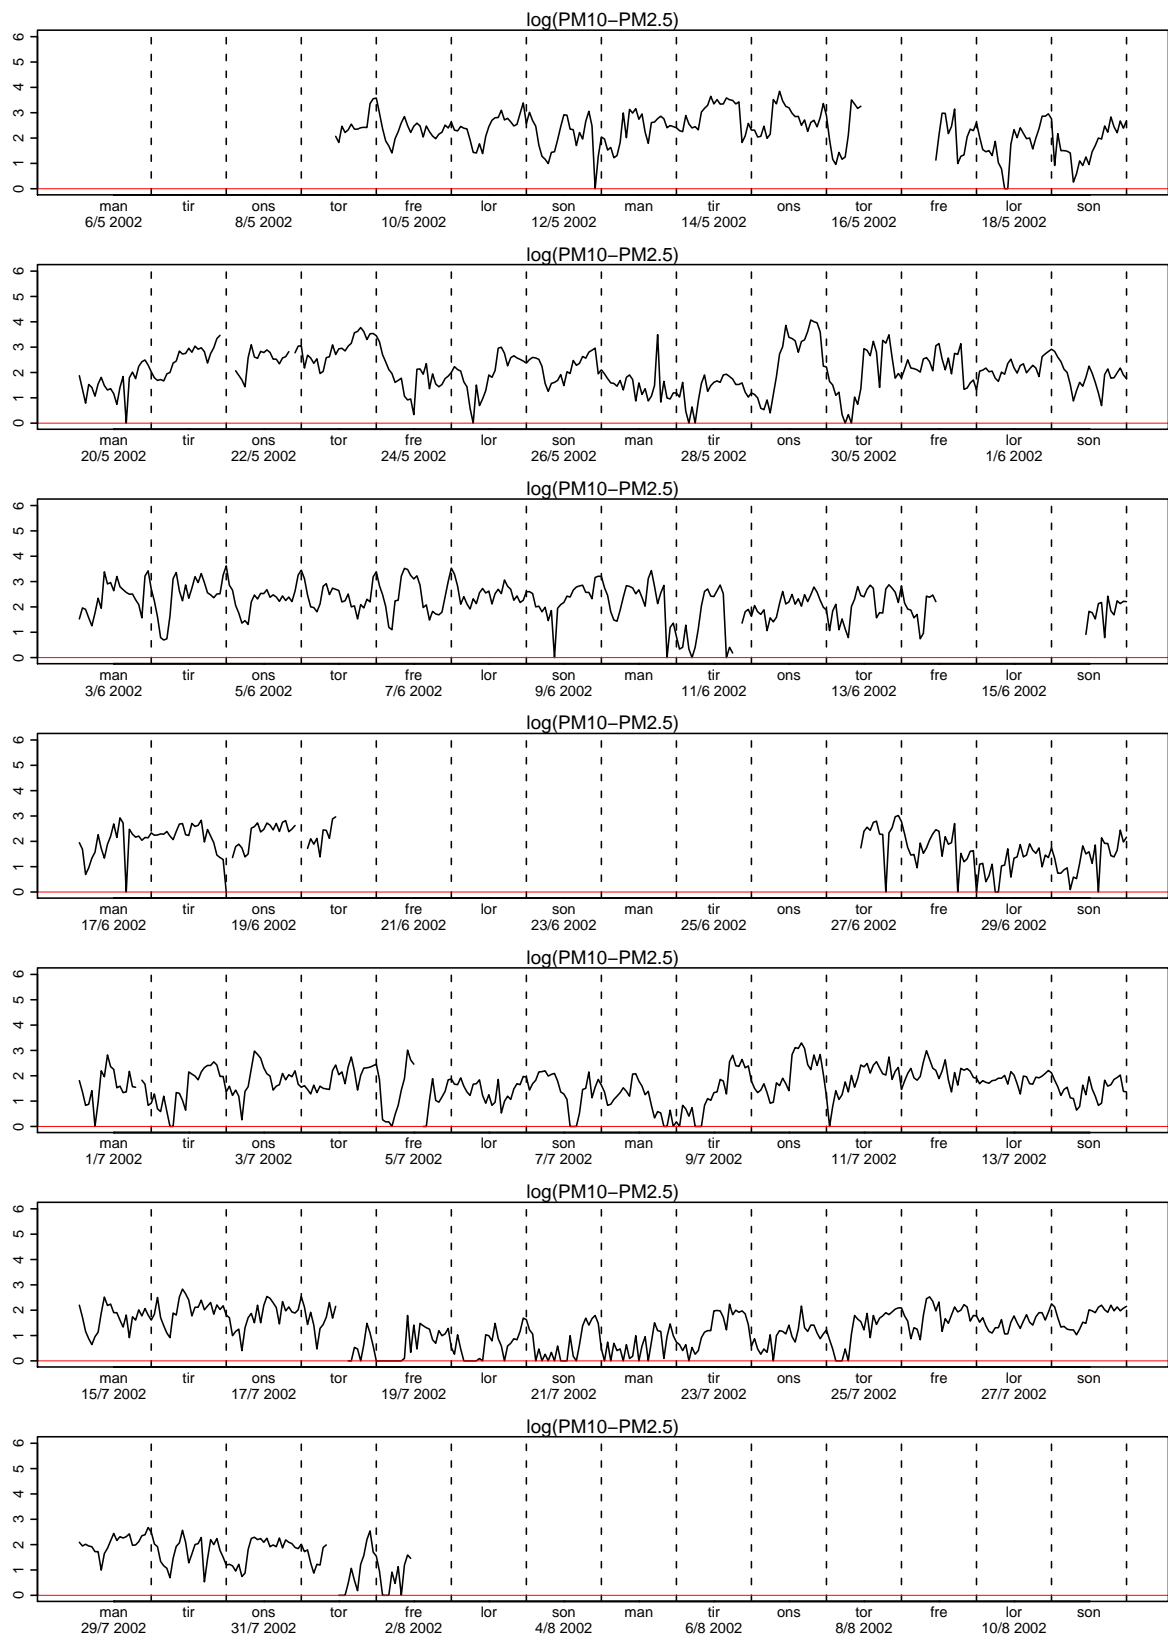 log(PM10−PM2.5)
0 1 2 3 4 5 6
man tir ons tor fre lor son man tir ons tor fre lor son
6/5 2002 8/5 2002 10/5 2002 12/5 2002 14/5 2002 16/5 2002 18/5 2002
log(PM10−PM2.5)
0 1 2 3 4 5 6
man tir ons tor fre lor son man tir ons tor fre lor son
20/5 2002 22/5 2002 24/5 2002 26/5 2002 28/5 2002 30/5 2002 1/6 2002
log(PM10−PM2.5)
0 1 2 3 4 5 6
man tir ons tor fre lor son man tir ons tor fre lor son
3/6 2002 5/6 2002 7/6 2002 9/6 2002 11/6 2002 13/6 2002 15/6 2002
log(PM10−PM2.5)
0 1 2 3 4 5 6
man tir ons tor fre lor son man tir ons tor fre lor son
17/6 2002 19/6 2002 21/6 2002 23/6 2002 25/6 2002 27/6 2002 29/6 2002
log(PM10−PM2.5)
0 1 2 3 4 5 6
man tir ons tor fre lor son man tir ons tor fre lor son
1/7 2002 3/7 2002 5/7 2002 7/7 2002 9/7 2002 11/7 2002 13/7 2002
log(PM10−PM2.5)
0 1 2 3 4 5 6
man tir ons tor fre lor son man tir ons tor fre lor son
15/7 2002 17/7 2002 19/7 2002 21/7 2002 23/7 2002 25/7 2002 27/7 2002
log(PM10−PM2.5)
0 1 2 3 4 5 6
man tir ons tor fre lor son man tir ons tor fre lor son
29/7 2002 31/7 2002 2/8 2002 4/8 2002 6/8 2002 8/8 2002 10/8 2002